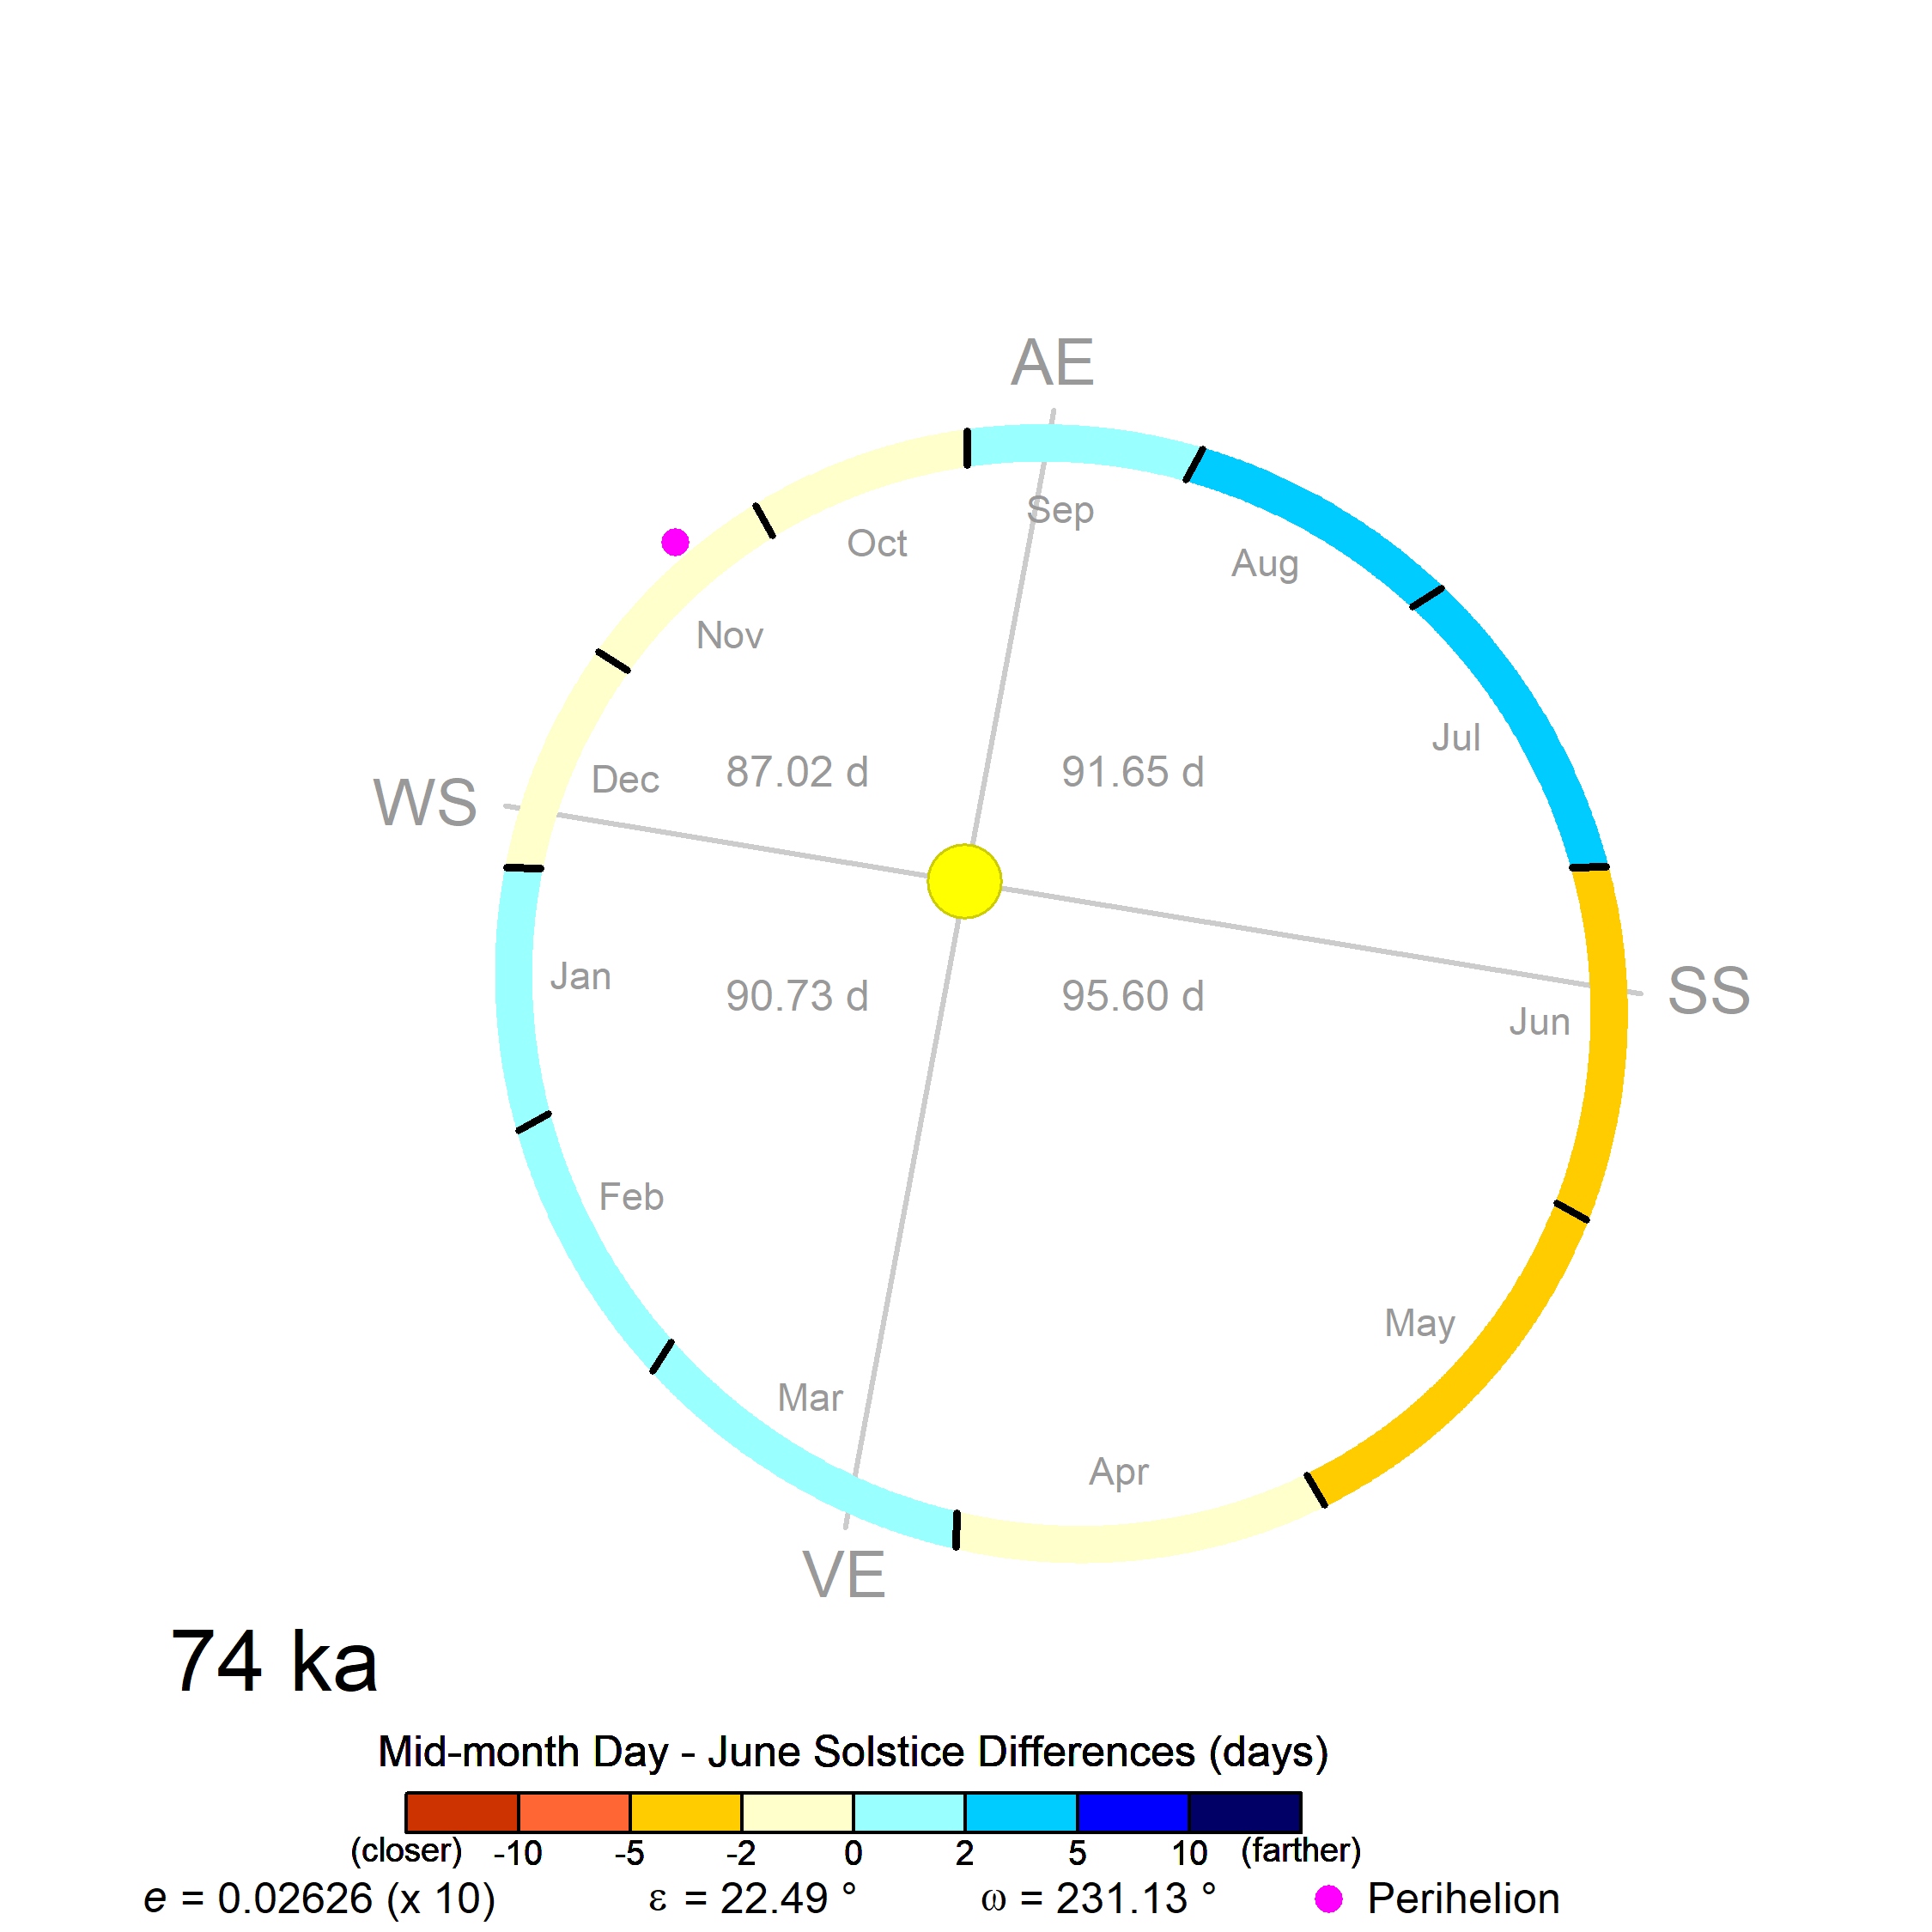 AE
Sep
Oct
Aug
Nov
Jul
WS
Dec
87.02 d
91.65 d
Jan
90.73 d
95.60 d
SS
Jun
Feb
May
Mar
Apr
VE
74 ka
Mid-month Day - June Solstice Differences (days)
(closer) -10 -5 -2 0 2 5 10 (farther)
e = 0.02626 (x 10) ε = 22.49 ° ω = 231.13 ° Perihelion